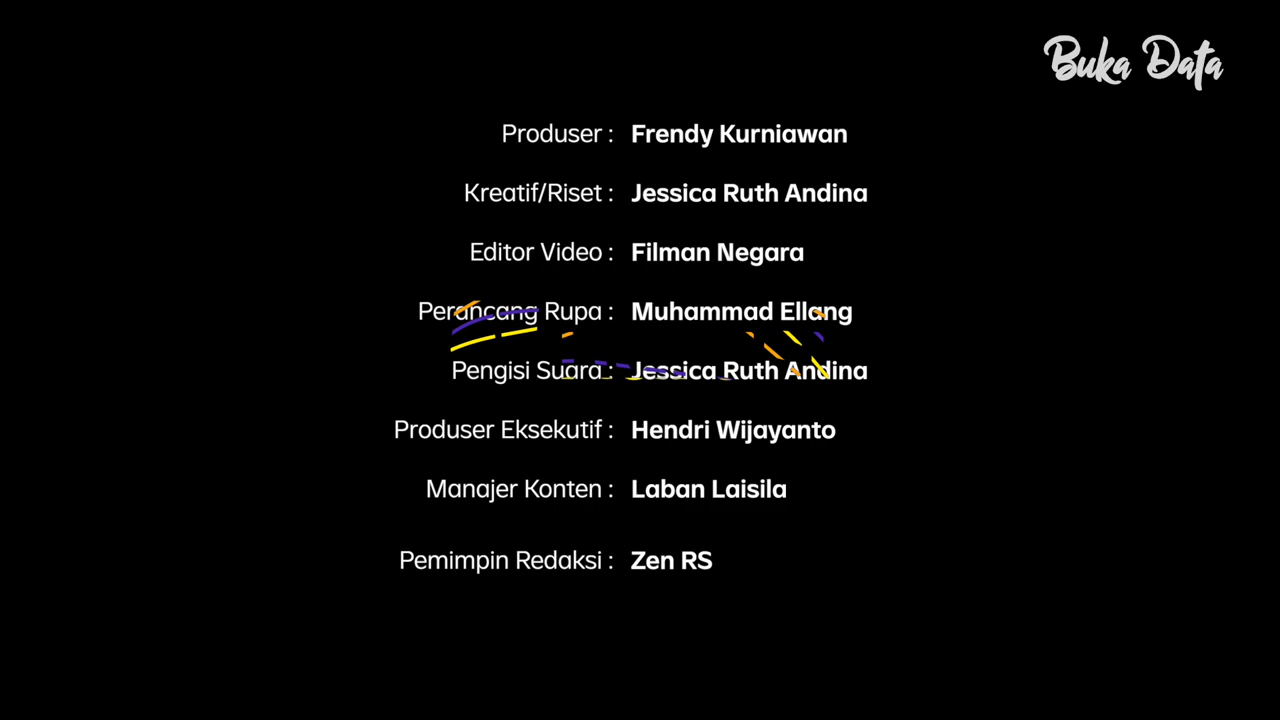 Buka Data
Produser : Frendy Kurniawan
Kreatif/Riset : Jessica Ruth Andina
Editor Video : Filman Negara
Perancang Rupa : Muhammad Ellang
Pengisi Suara : Jessica Ruth Andina
Produser Eksekutif : Hendri Wijayanto
Manajer Konten : Laban Laisila
Pemimpin Redaksi : Zen RS